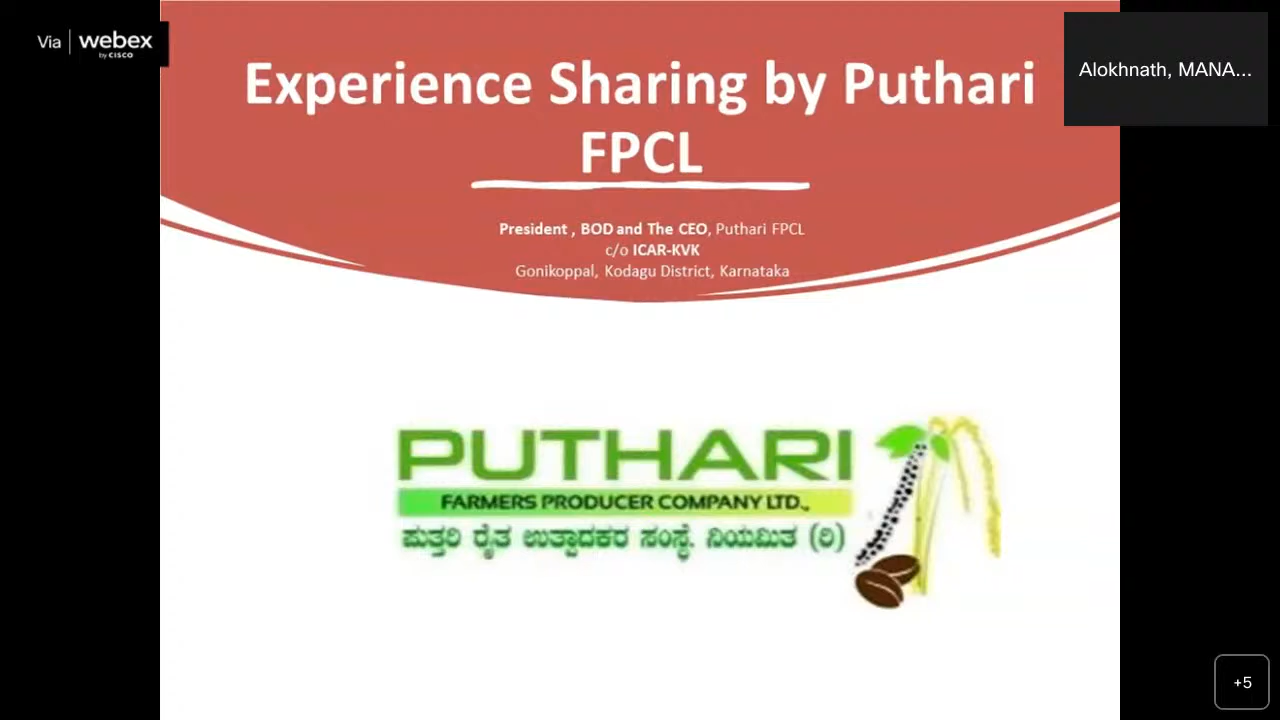 Via | webex
by CISCO
Alokhnath, MANA...
Experience Sharing by Puthari
FPCL
President , BOD and The CEO, Puthari FPCL
c/o ICAR-KVK
Gonikoppal, Kodagu District, Karnataka
PUTHARI
FARMERS PRODUCER COMPANY LTD.,
ಪುತ್ತರಿ ರೈತ ಉತ್ಪಾದಕರ ಸಂಸ್ಥೆ. ನಿಯಮಿತ (ರಿ)
+5